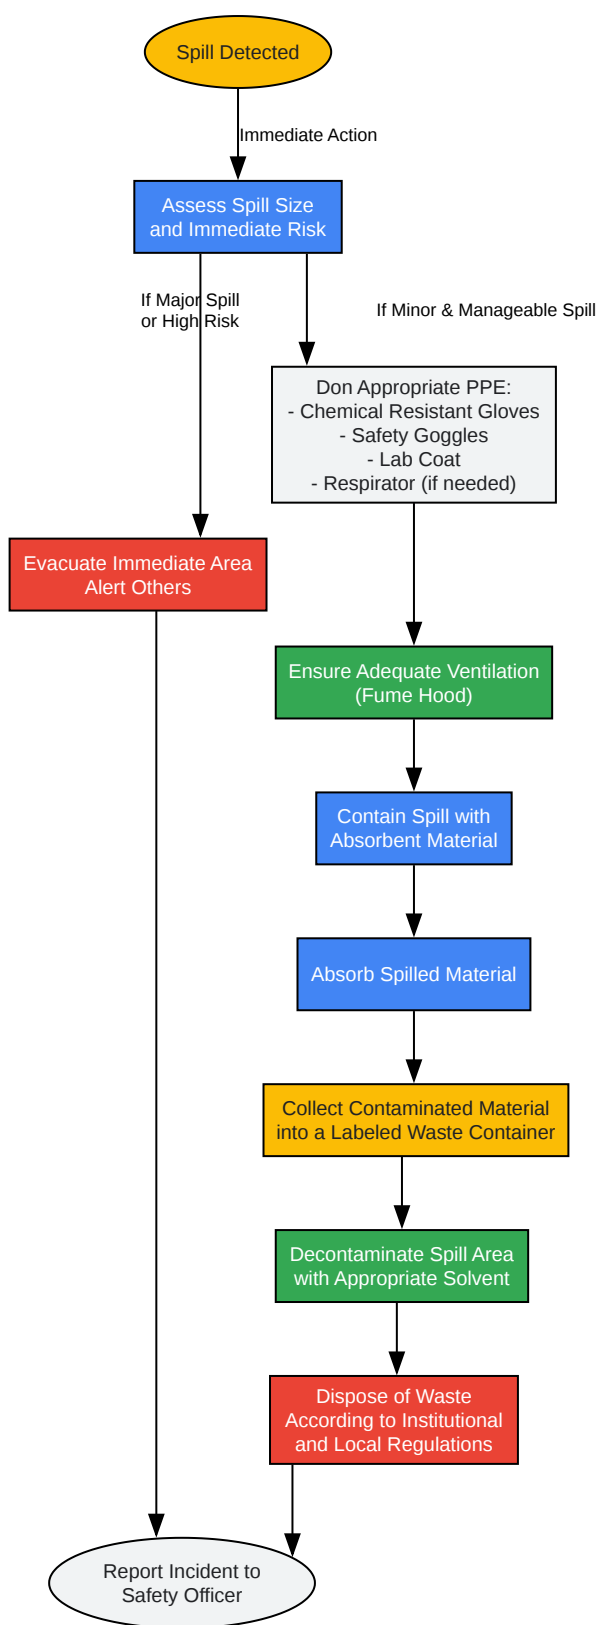 Spill Detected
Immediate Action
Assess Spill Size
and Immediate Risk
If Major Spill
or High Risk
If Minor & Manageable Spill
Don Appropriate PPE:
- Chemical Resistant Gloves
- Safety Goggles
- Lab Coat
- Respirator (if needed)
Evacuate Immediate Area
Alert Others
Ensure Adequate Ventilation
(Fume Hood)
Contain Spill with
Absorbent Material
Absorb Spilled Material
Collect Contaminated Material
into a Labeled Waste Container
Decontaminate Spill Area
with Appropriate Solvent
Dispose of Waste
According to Institutional
and Local Regulations
Report Incident to
Safety Officer